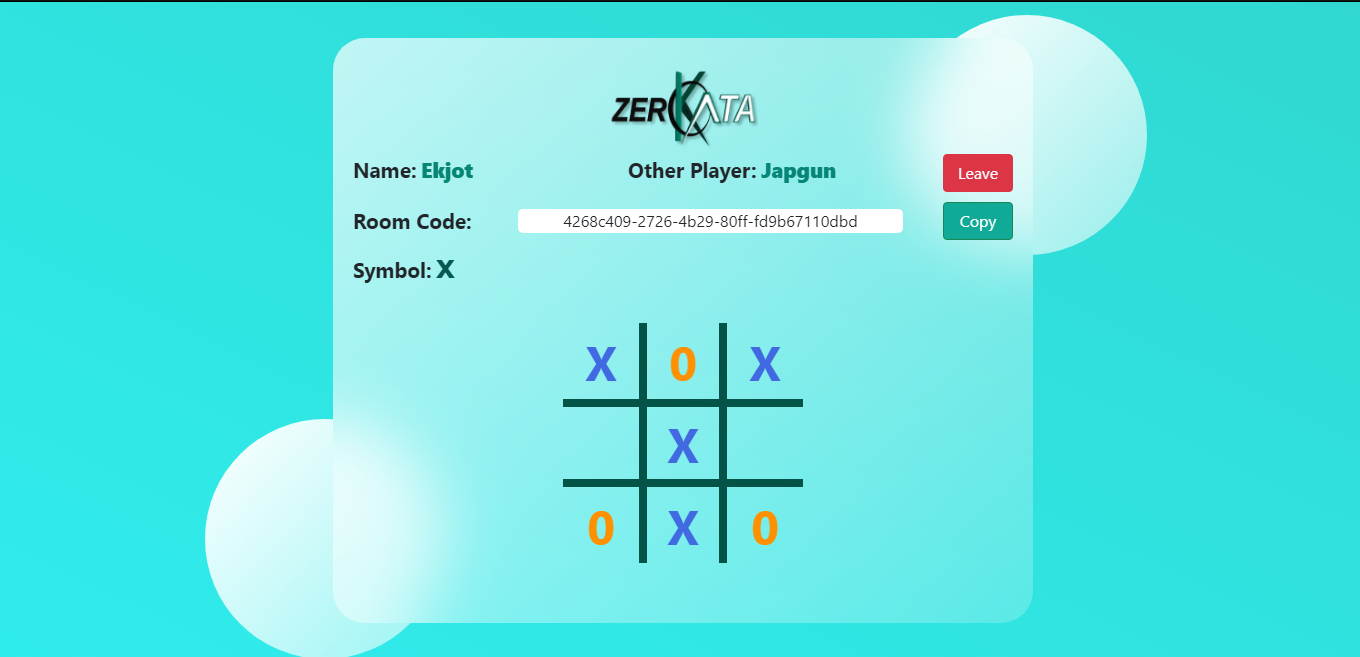 ZERKATA
Name: Ekjot Other Player: Japgun Leave
Room Code: 4268c409-2726-4b29-80ff-fd9b67110dbd Copy
Symbol: X
X 0 X
X
0 X 0